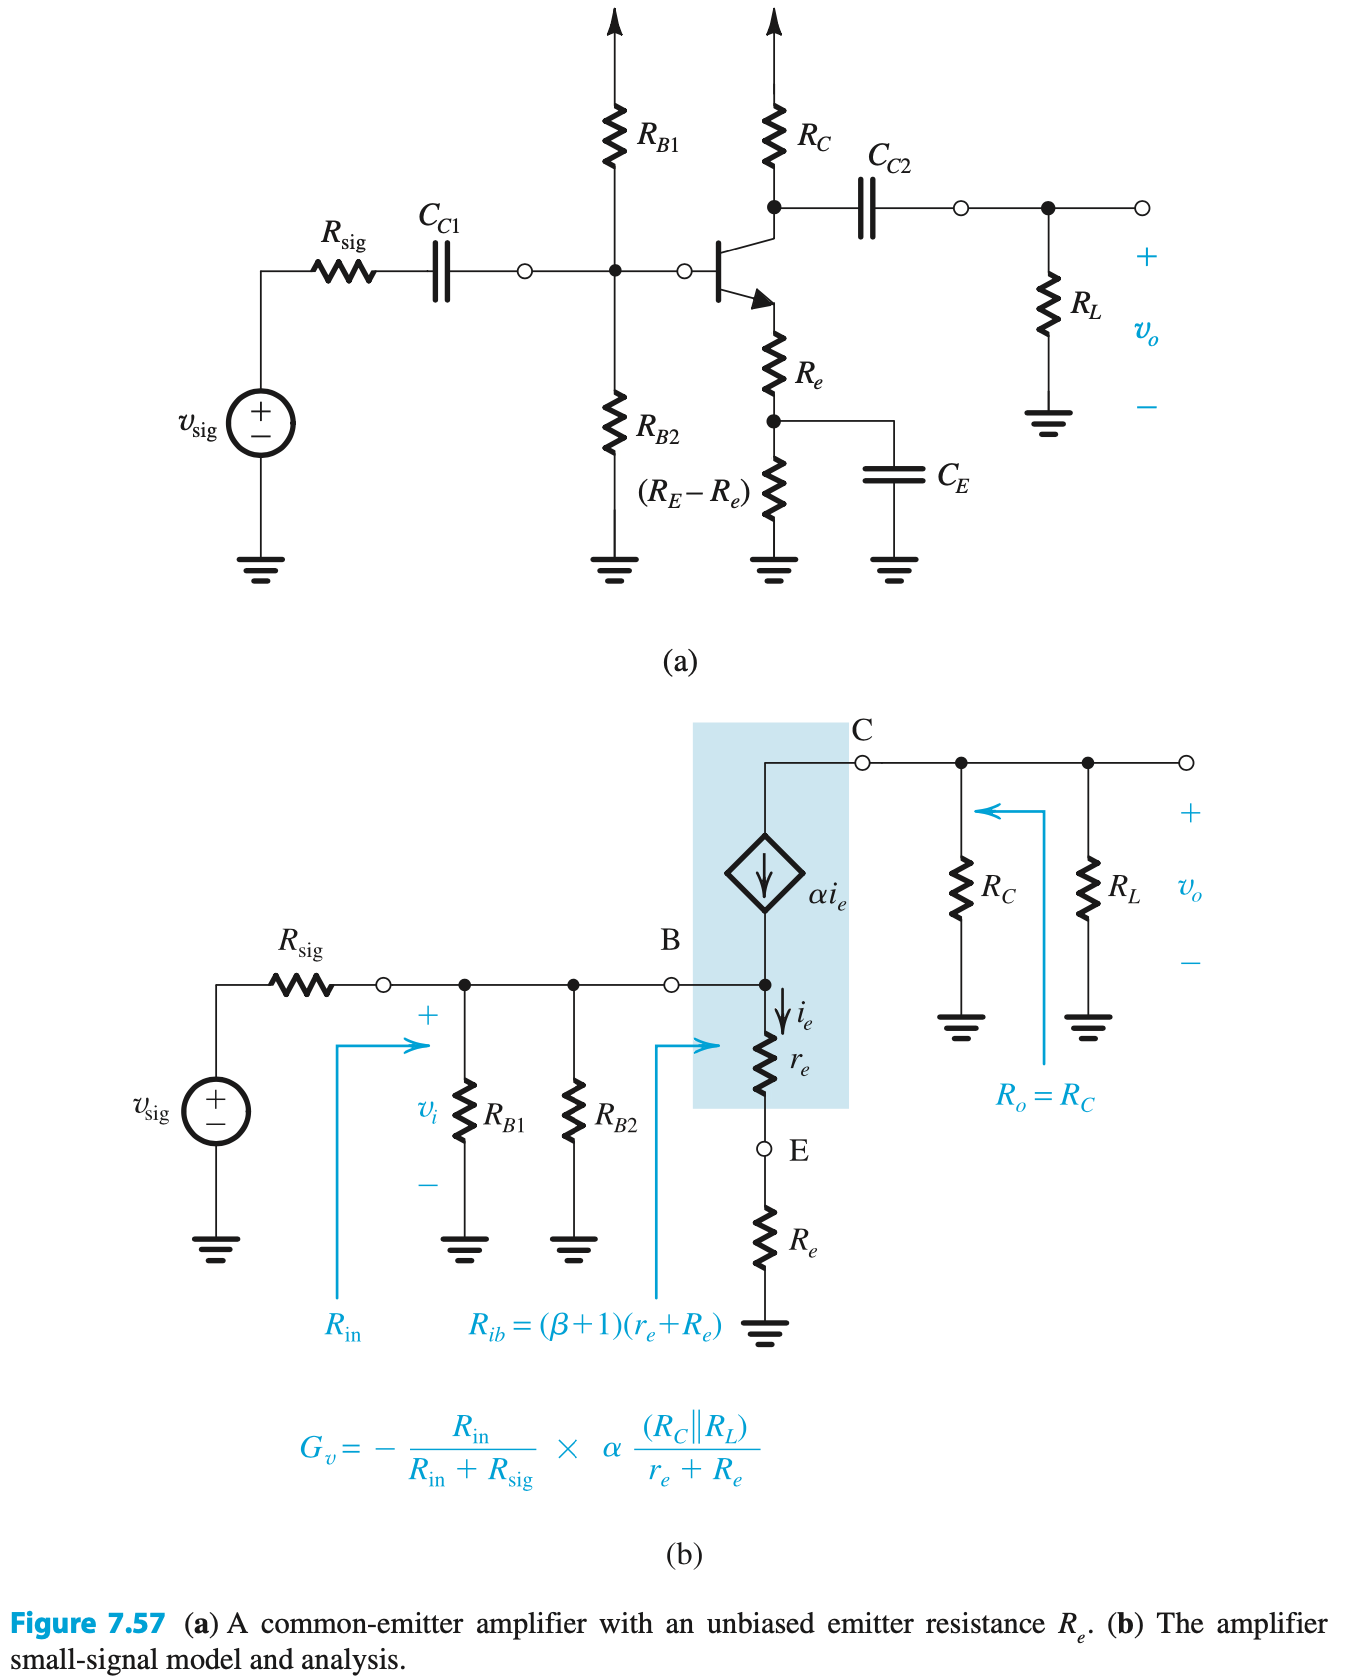 R_B1
R_C
C_C2
C_C1
R_sig
+
R_L
v_o
−
R_e
v_sig
+
−
R_B2
(R_E − R_e)
C_E
(a)
C
+
αi_e
R_C
R_L
v_o
−
R_sig
B
+
i_e
r_e
v_sig
+
−
v_i
R_B1
R_B2
R_o = R_C
−
E
R_e
R_in
R_ib = (β+1)(r_e+R_e)
G_v = − R_in / (R_in + R_sig) × α (R_C∥R_L) / (r_e + R_e)
(b)
Figure 7.57 (a) A common-emitter amplifier with an unbiased emitter resistance R_e. (b) The amplifier
small-signal model and analysis.